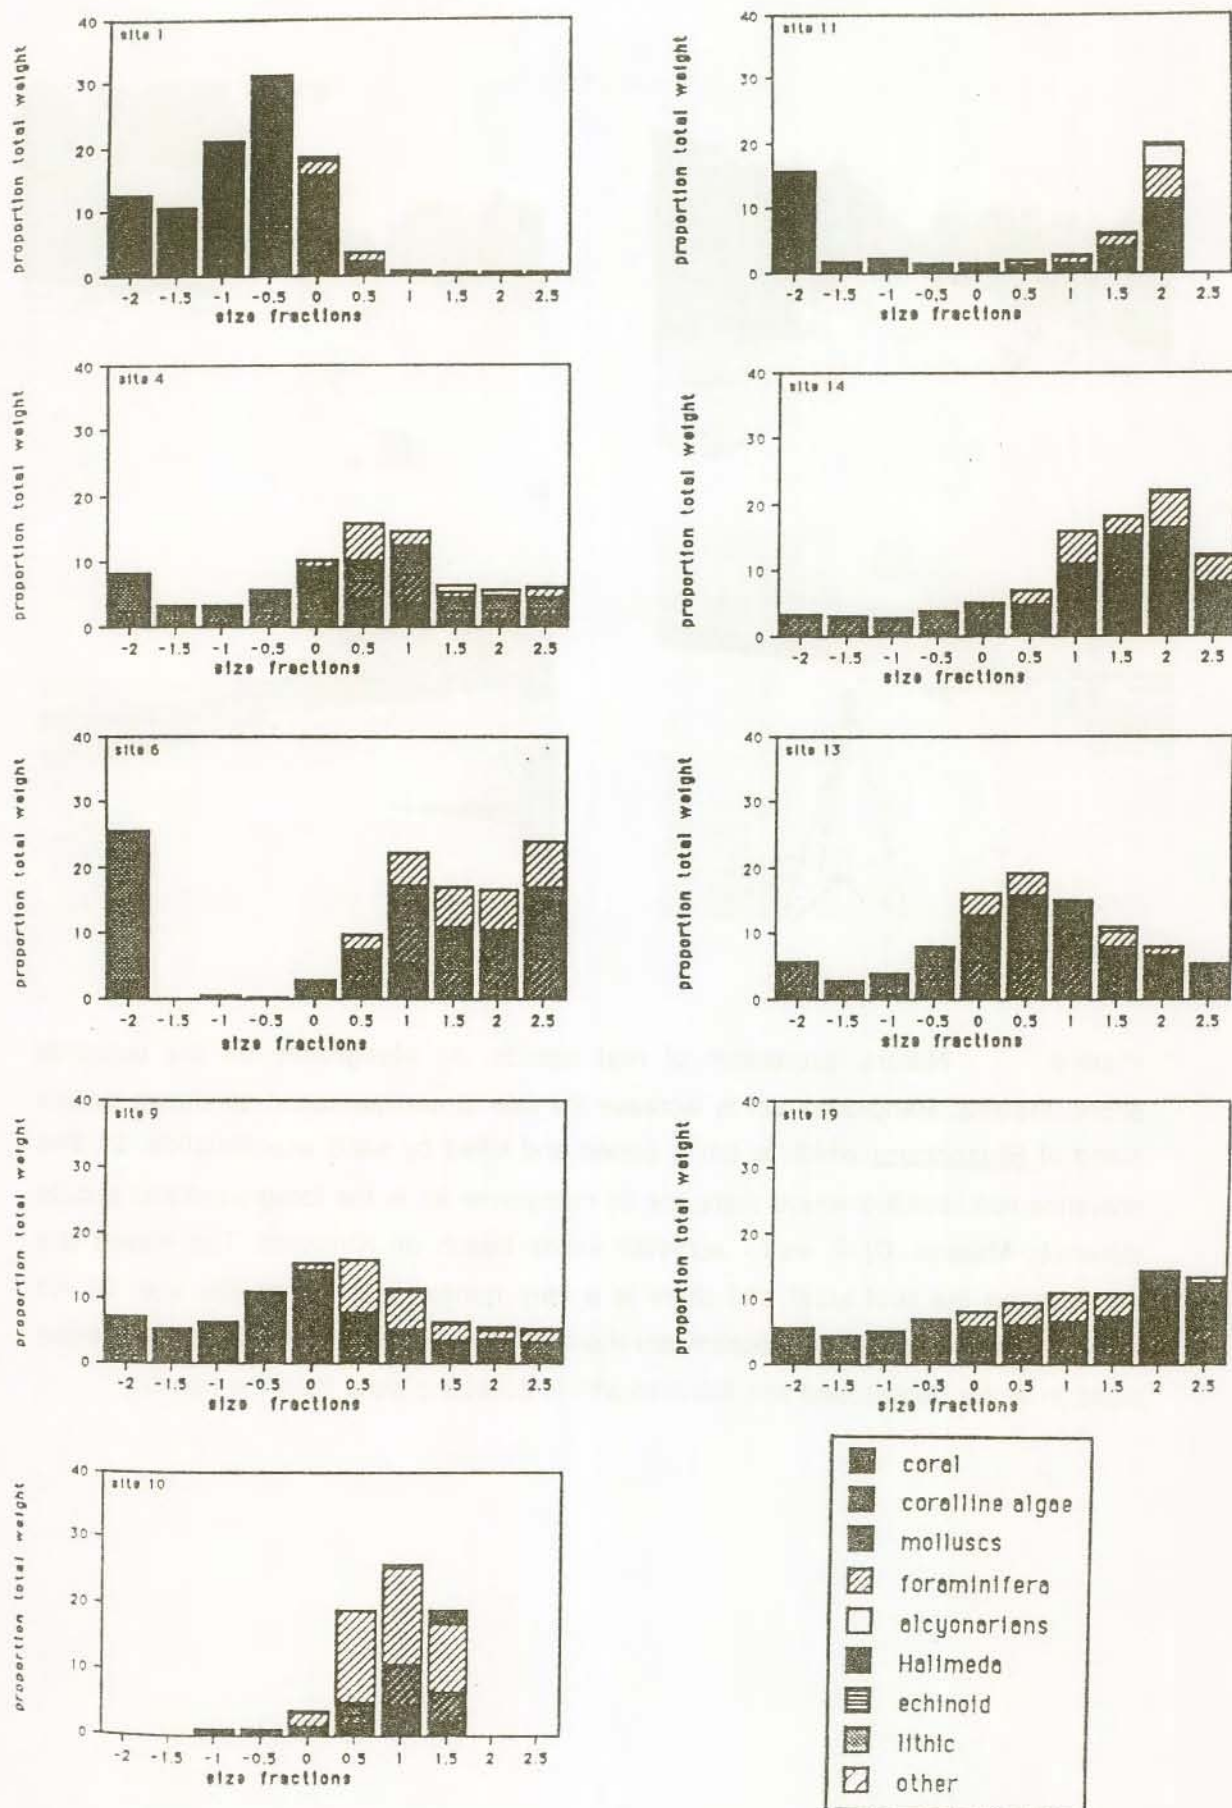 site 1
proportion total weight
40
30
20
10
0
-2 -1.5 -1 -0.5 0 0.5 1 1.5 2 2.5
size fractions
site 11
proportion total weight
40
30
20
10
0
-2 -1.5 -1 -0.5 0 0.5 1 1.5 2 2.5
size fractions
site 4
proportion total weight
40
30
20
10
0
-2 -1.5 -1 -0.5 0 0.5 1 1.5 2 2.5
size fractions
site 14
proportion total weight
40
30
20
10
0
-2 -1.5 -1 -0.5 0 0.5 1 1.5 2 2.5
size fractions
site 6
proportion total weight
40
30
20
10
0
-2 -1.5 -1 -0.5 0 0.5 1 1.5 2 2.5
size fractions
site 13
proportion total weight
40
30
20
10
0
-2 -1.5 -1 -0.5 0 0.5 1 1.5 2 2.5
size fractions
site 9
proportion total weight
40
30
20
10
0
-2 -1.5 -1 -0.5 0 0.5 1 1.5 2 2.5
size fractions
site 19
proportion total weight
40
30
20
10
0
-2 -1.5 -1 -0.5 0 0.5 1 1.5 2 2.5
size fractions
site 10
proportion total weight
40
30
20
10
0
-2 -1.5 -1 -0.5 0 0.5 1 1.5 2 2.5
size fractions
coral
coralline algae
molluscs
foraminifera
alcyonarians
Halimeda
echinoid
lithic
other